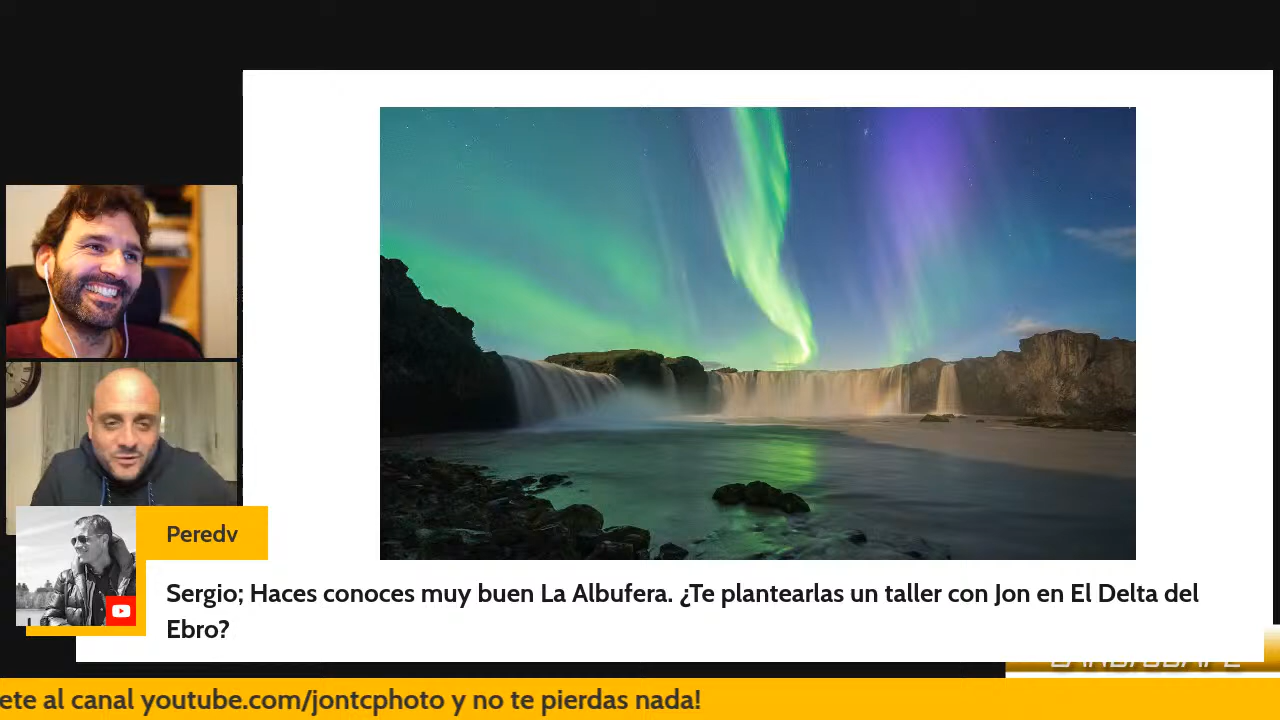 Peredv
Sergio; Haces conoces muy buen La Albufera. ¿Te plantearlas un taller con Jon en El Delta del
Ebro?
ete al canal youtube.com/jontcphoto y no te pierdas nada!